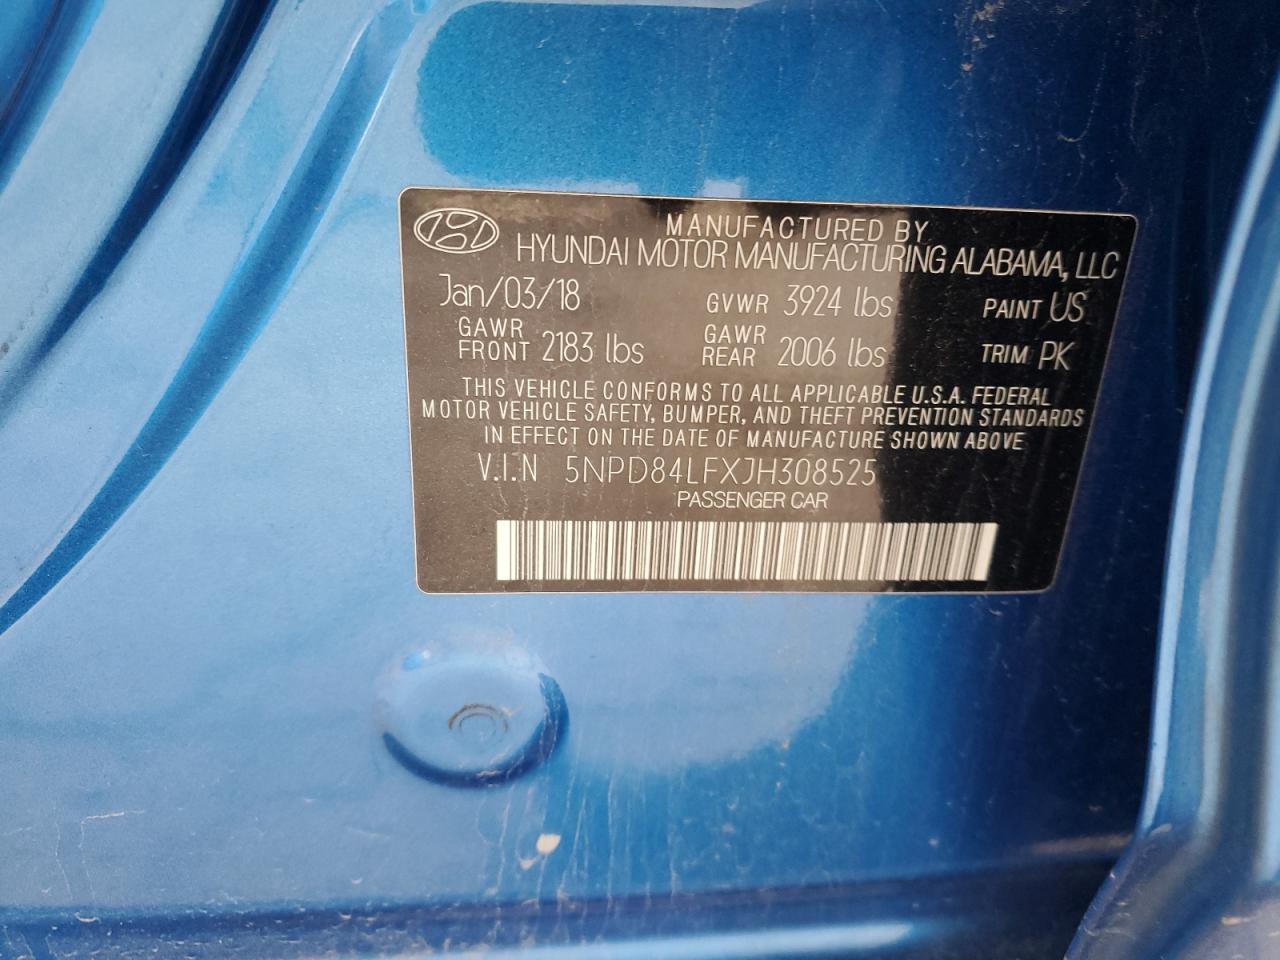 MANUFACTURED BY
HYUNDAI MOTOR MANUFACTURING ALABAMA, LLC
Jan/03/18 GVWR 3924 lbs PAINT US
GAWR FRONT 2183 lbs GAWR REAR 2006 lbs TRIM PK
THIS VEHICLE CONFORMS TO ALL APPLICABLE U.S.A. FEDERAL
MOTOR VEHICLE SAFETY, BUMPER, AND THEFT PREVENTION STANDARDS
IN EFFECT ON THE DATE OF MANUFACTURE SHOWN ABOVE
V.I.N 5NPD84LFXJH308525
PASSENGER CAR